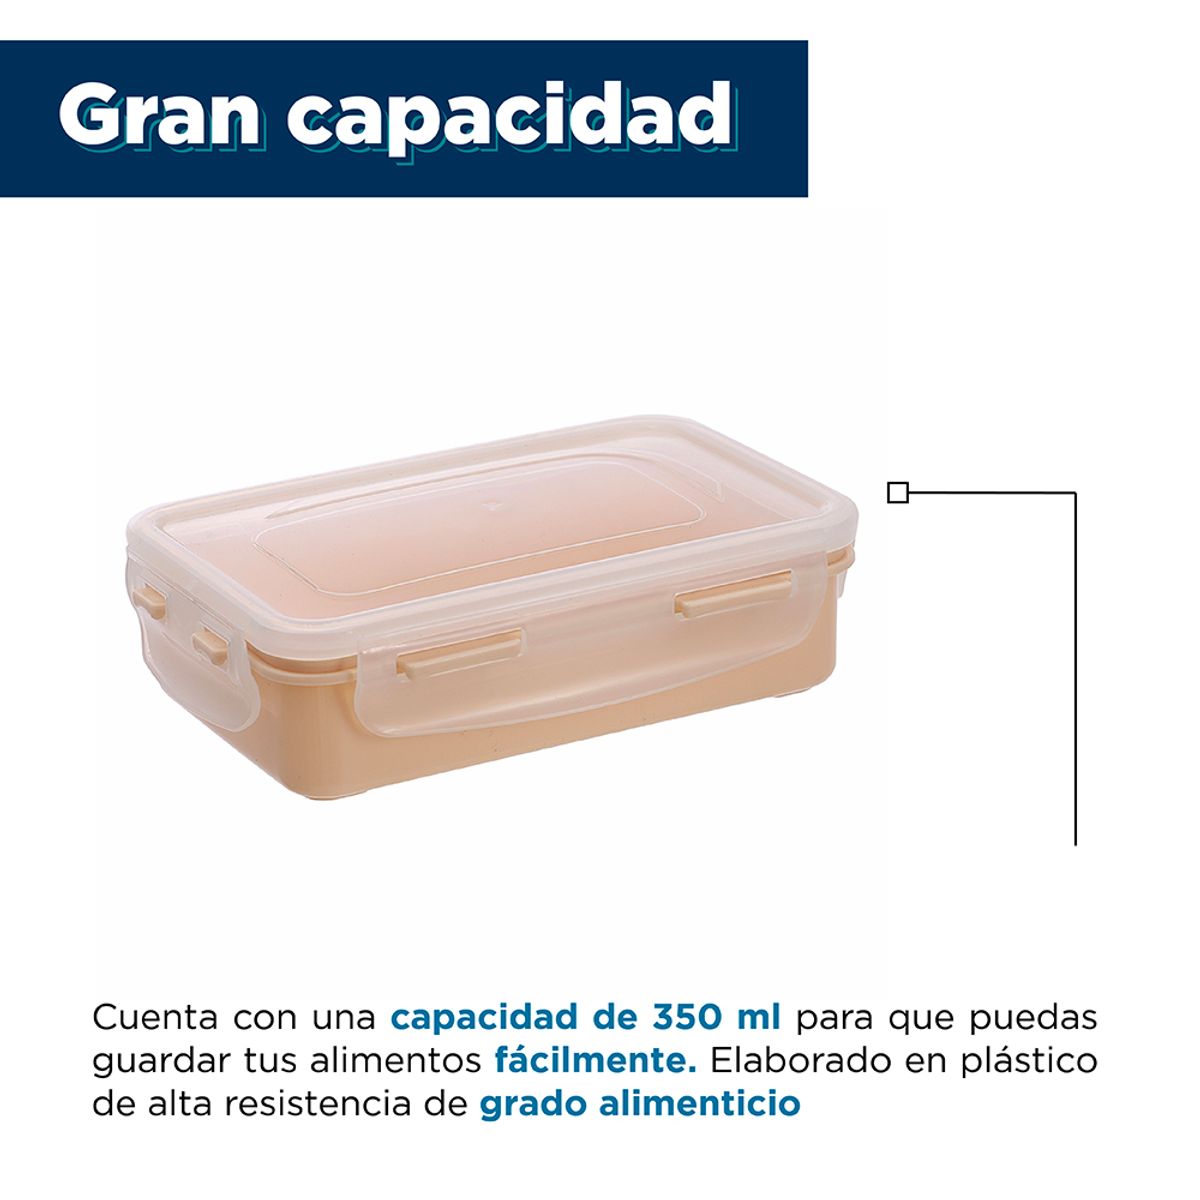 Gran capacidad
Cuenta con una capacidad de 350 ml para que puedas
guardar tus alimentos fácilmente. Elaborado en plástico
de alta resistencia de grado alimenticio